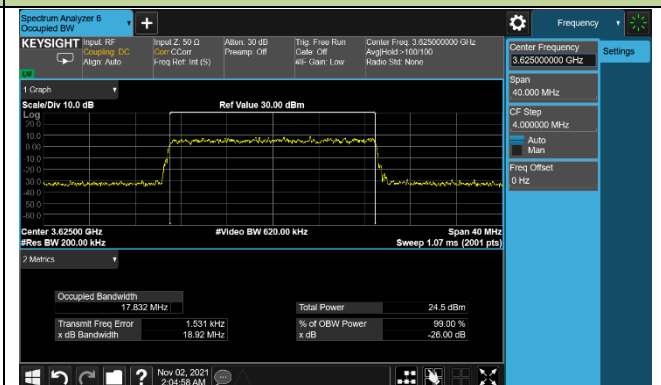 Spectrum Analyzer 6
Occupied BW
Frequency
KEYSIGHT
Input: RF
Coupling: DC
Align: Auto
Input Z: 50 Ω
Corr CCorr
Freq Ref: Int (S)
Atten: 30 dB
Preamp: Off
Trig: Free Run
Gate: Off
#IF Gain: Low
Center Freq: 3.625000000 GHz
Avg|Hold:>100/100
Radio Std: None
Center Frequency
3.625000000 GHz
Settings
Span
40.000 MHz
CF Step
4.000000 MHz
Auto
Man
Freq Offset
0 Hz
1 Graph
Scale/Div 10.0 dB
Ref Value 30.00 dBm
Log
20.0
10.0
0.00
-10.0
-20.0
-30.0
-40.0
-50.0
-60.0
Center 3.62500 GHz
#Video BW 620.00 kHz
Span 40 MHz
#Res BW 200.00 kHz
Sweep 1.07 ms (2001 pts)
2 Metrics
Occupied Bandwidth
17.832 MHz
Total Power
24.5 dBm
Transmit Freq Error
1.531 kHz
% of OBW Power
99.00 %
x dB Bandwidth
18.92 MHz
x dB
-26.00 dB
?
Nov 02, 2021
2:04:58 AM